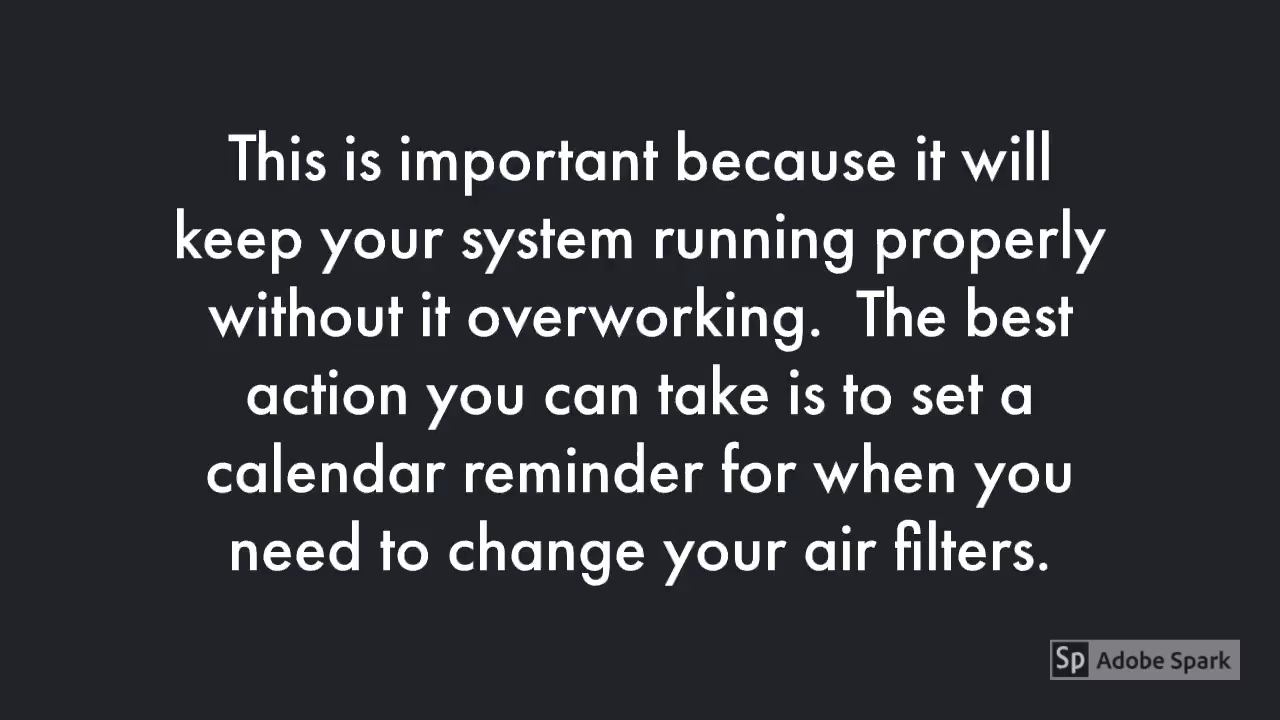 This is important because it will
keep your system running properly
without it overworking.  The best
action you can take is to set a
calendar reminder for when you
need to change your air filters.
Sp Adobe Spark